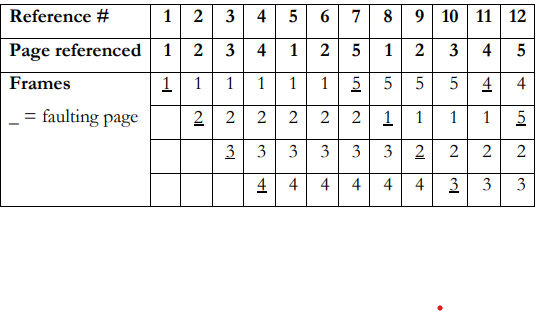 Reference # 1 2 3 4 5 6 7 8 9 10 11 12
Page referenced 1 2 3 4 1 2 5 1 2 3 4 5
Frames 1 1 1 1 1 1 5 5 5 5 4 4
_ = faulting page 2 2 2 2 2 2 1 1 1 1 5
3 3 3 3 3 3 2 2 2 2
4 4 4 4 4 4 3 3 3